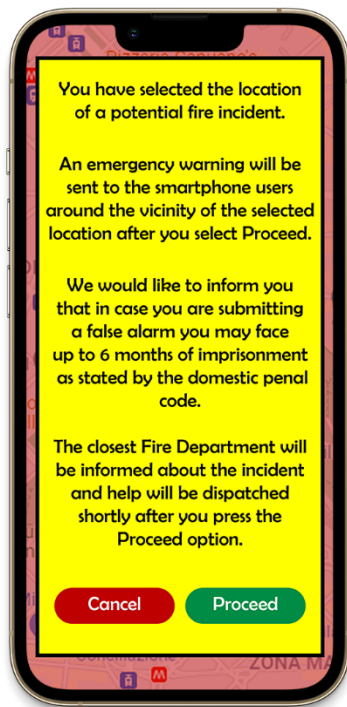 Pizzeria Capuano's
You have selected the location
of a potential fire incident.
An emergency warning will be
sent to the smartphone users
around the vicinity of the selected
location after you select Proceed.
We would like to inform you
that in case you are submitting
a false alarm you may face
up to 6 months of imprisonment
as stated by the domestic penal
code.
The closest Fire Department will
be informed about the incident
and help will be dispatched
shortly after you press the
Proceed option.
Cancel
Proceed
Conciliazione
ZONA MA
M